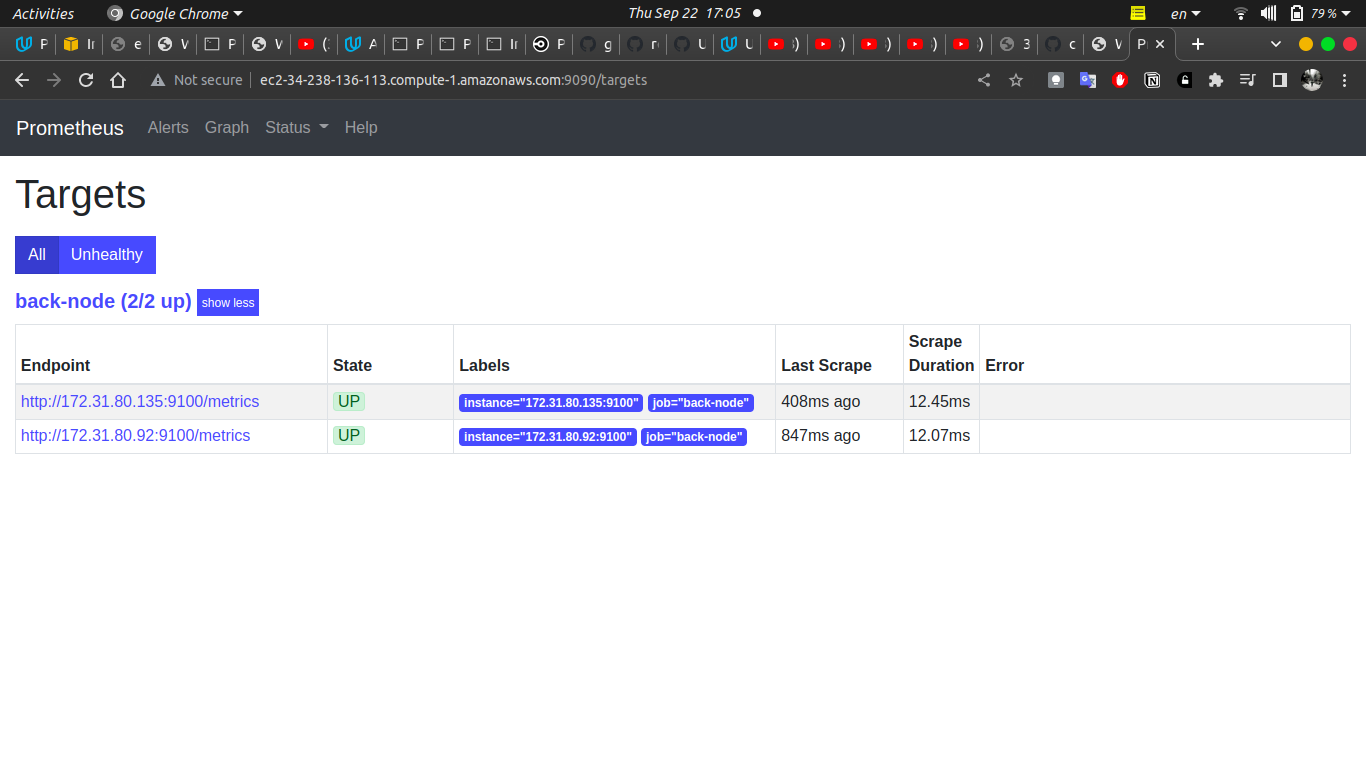 Activities Google Chrome Thu Sep 22 17:05 en 79 %
Not secure ec2-34-238-136-113.compute-1.amazonaws.com:9090/targets
Prometheus Alerts Graph Status Help
Targets
All Unhealthy
back-node (2/2 up) show less
Endpoint State Labels Last Scrape Scrape Duration Error
http://172.31.80.135:9100/metrics UP instance="172.31.80.135:9100" job="back-node" 408ms ago 12.45ms
http://172.31.80.92:9100/metrics UP instance="172.31.80.92:9100" job="back-node" 847ms ago 12.07ms